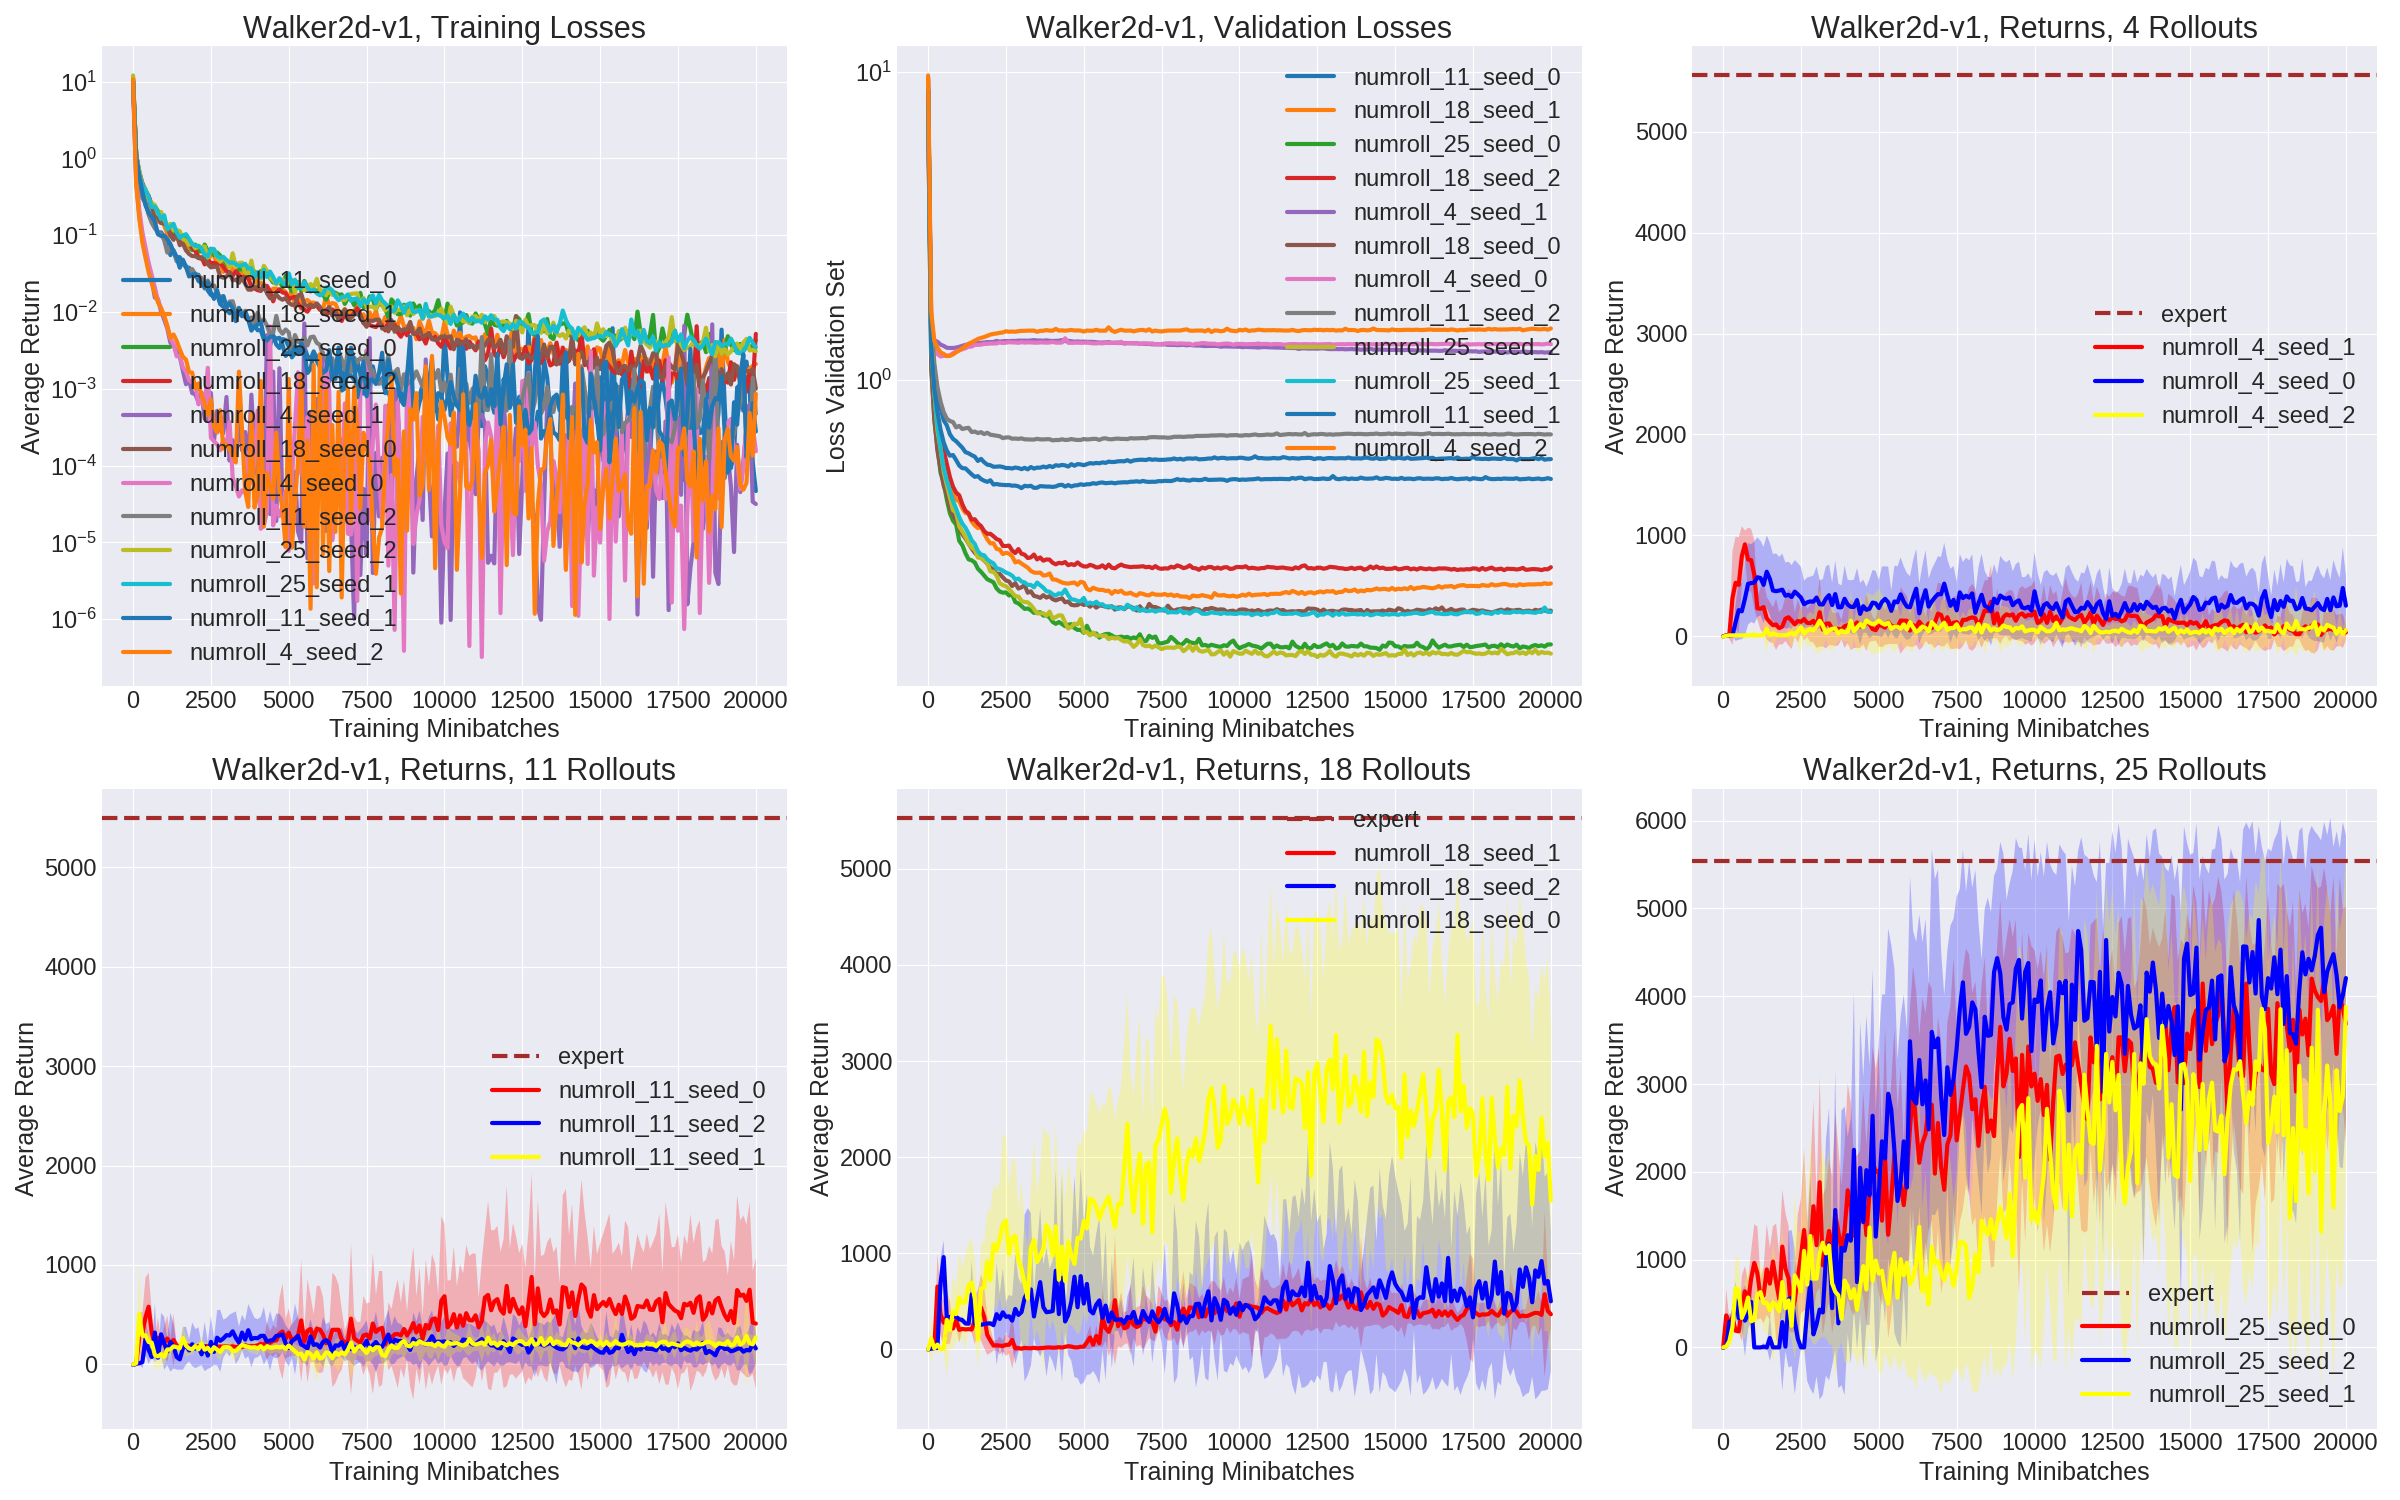 Walker2d-v1, Training Losses
Average Return
10¹
10⁰
10⁻¹
10⁻²
10⁻³
10⁻⁴
10⁻⁵
10⁻⁶
numroll_11_seed_0
numroll_18_seed_1
numroll_25_seed_0
numroll_18_seed_2
numroll_4_seed_1
numroll_18_seed_0
numroll_4_seed_0
numroll_11_seed_2
numroll_25_seed_2
numroll_25_seed_1
numroll_11_seed_1
numroll_4_seed_2
0 2500 5000 7500 10000 12500 15000 17500 20000
Training Minibatches
Walker2d-v1, Validation Losses
Loss Validation Set
10¹
10⁰
numroll_11_seed_0
numroll_18_seed_1
numroll_25_seed_0
numroll_18_seed_2
numroll_4_seed_1
numroll_18_seed_0
numroll_4_seed_0
numroll_11_seed_2
numroll_25_seed_2
numroll_25_seed_1
numroll_11_seed_1
numroll_4_seed_2
0 2500 5000 7500 10000 12500 15000 17500 20000
Training Minibatches
Walker2d-v1, Returns, 4 Rollouts
Average Return
5000
4000
3000
2000
1000
0
expert
numroll_4_seed_1
numroll_4_seed_0
numroll_4_seed_2
0 2500 5000 7500 10000 12500 15000 17500 20000
Training Minibatches
Walker2d-v1, Returns, 11 Rollouts
Average Return
5000
4000
3000
2000
1000
0
expert
numroll_11_seed_0
numroll_11_seed_2
numroll_11_seed_1
0 2500 5000 7500 10000 12500 15000 17500 20000
Training Minibatches
Walker2d-v1, Returns, 18 Rollouts
Average Return
5000
4000
3000
2000
1000
0
expert
numroll_18_seed_1
numroll_18_seed_2
numroll_18_seed_0
0 2500 5000 7500 10000 12500 15000 17500 20000
Training Minibatches
Walker2d-v1, Returns, 25 Rollouts
Average Return
6000
5000
4000
3000
2000
1000
0
expert
numroll_25_seed_0
numroll_25_seed_2
numroll_25_seed_1
0 2500 5000 7500 10000 12500 15000 17500 20000
Training Minibatches